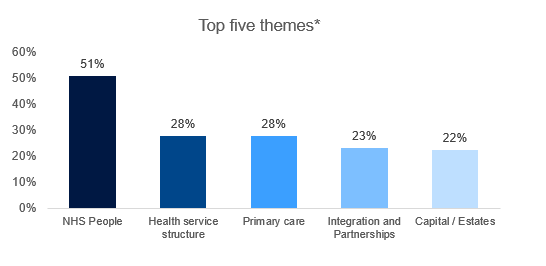 Top five themes*
60%
50%
40%
30%
20%
10%
0%
51%
28%
28%
23%
22%
NHS People
Health service
structure
Primary care
Integration and
Partnerships
Capital / Estates